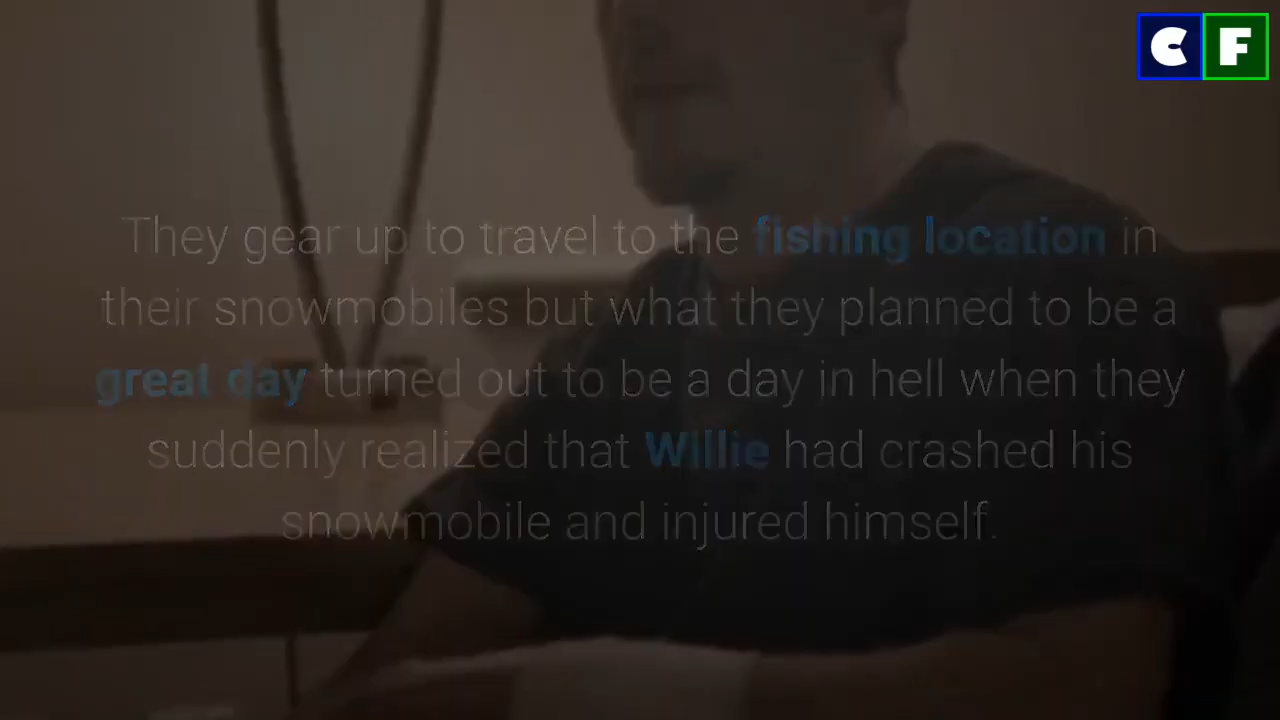 CF
They gear up to travel to the fishing location in
their snowmobiles but what they planned to be a
great day turned out to be a day in hell when they
suddenly realized that Willie had crashed his
snowmobile and injured himself.